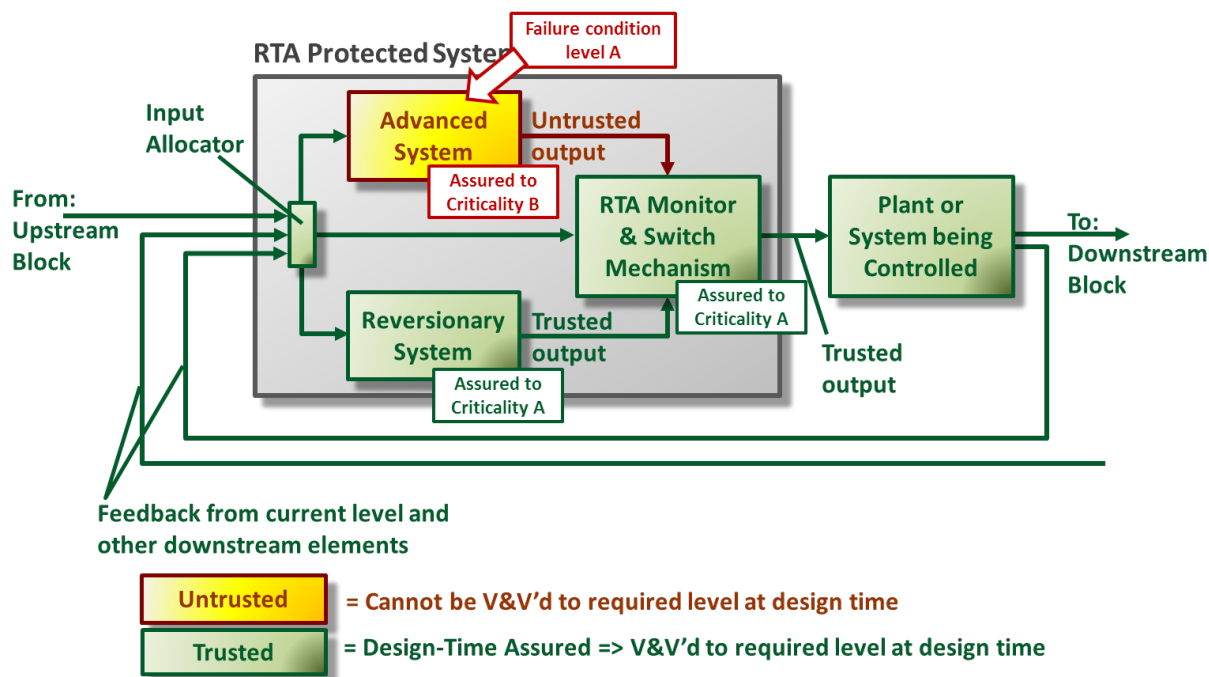 Failure condition
level A
RTA Protected System
Input
Allocator
Advanced
System
Untrusted
output
Assured to
Criticality B
From:
Upstream
Block
RTA Monitor
& Switch
Mechanism
Assured to
Criticality A
Plant or
System being
Controlled
To:
Downstream
Block
Reversionary
System
Trusted
output
Assured to
Criticality A
Trusted
output
Feedback from current level and
other downstream elements
Untrusted
= Cannot be V&V'd to required level at design time
Trusted
= Design-Time Assured => V&V'd to required level at design time